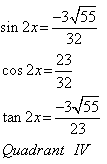 sin 2x = -3√55/32
cos 2x = 23/32
tan 2x = -3√55/23
Quadrant IV